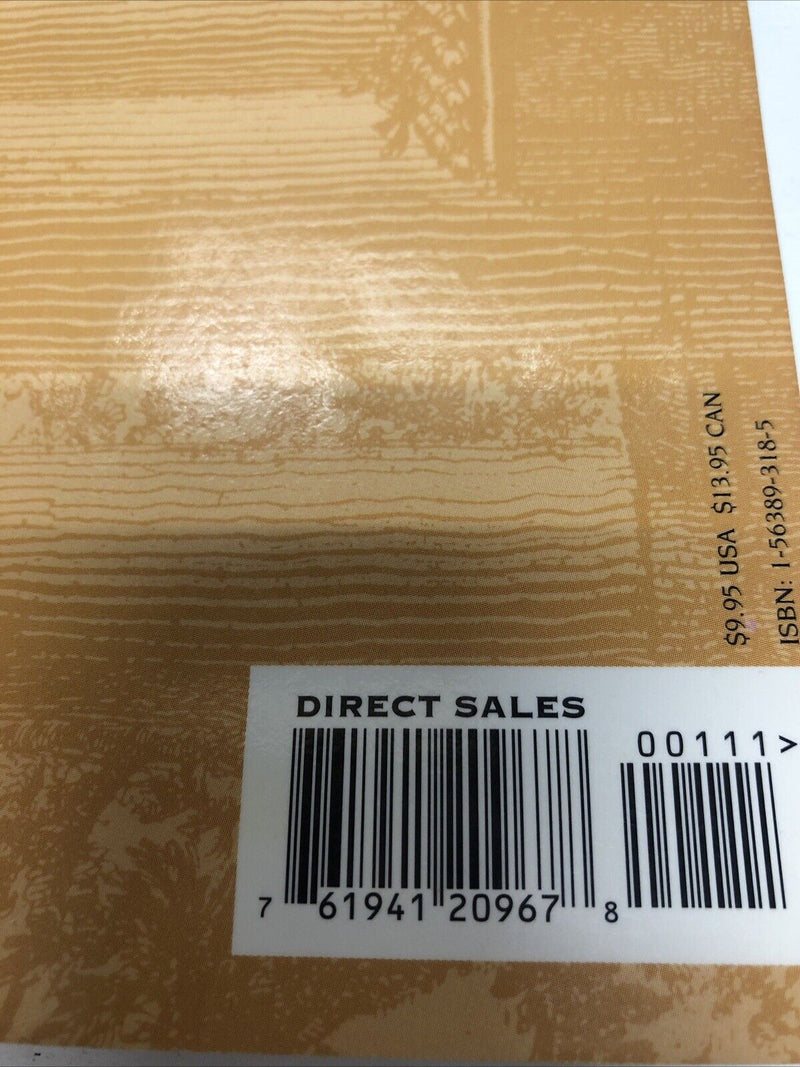 $9.95 USA $13.95 CAN
ISBN: 1-56389-318-5
DIRECT SALES
00111>
7 61941 20967 8